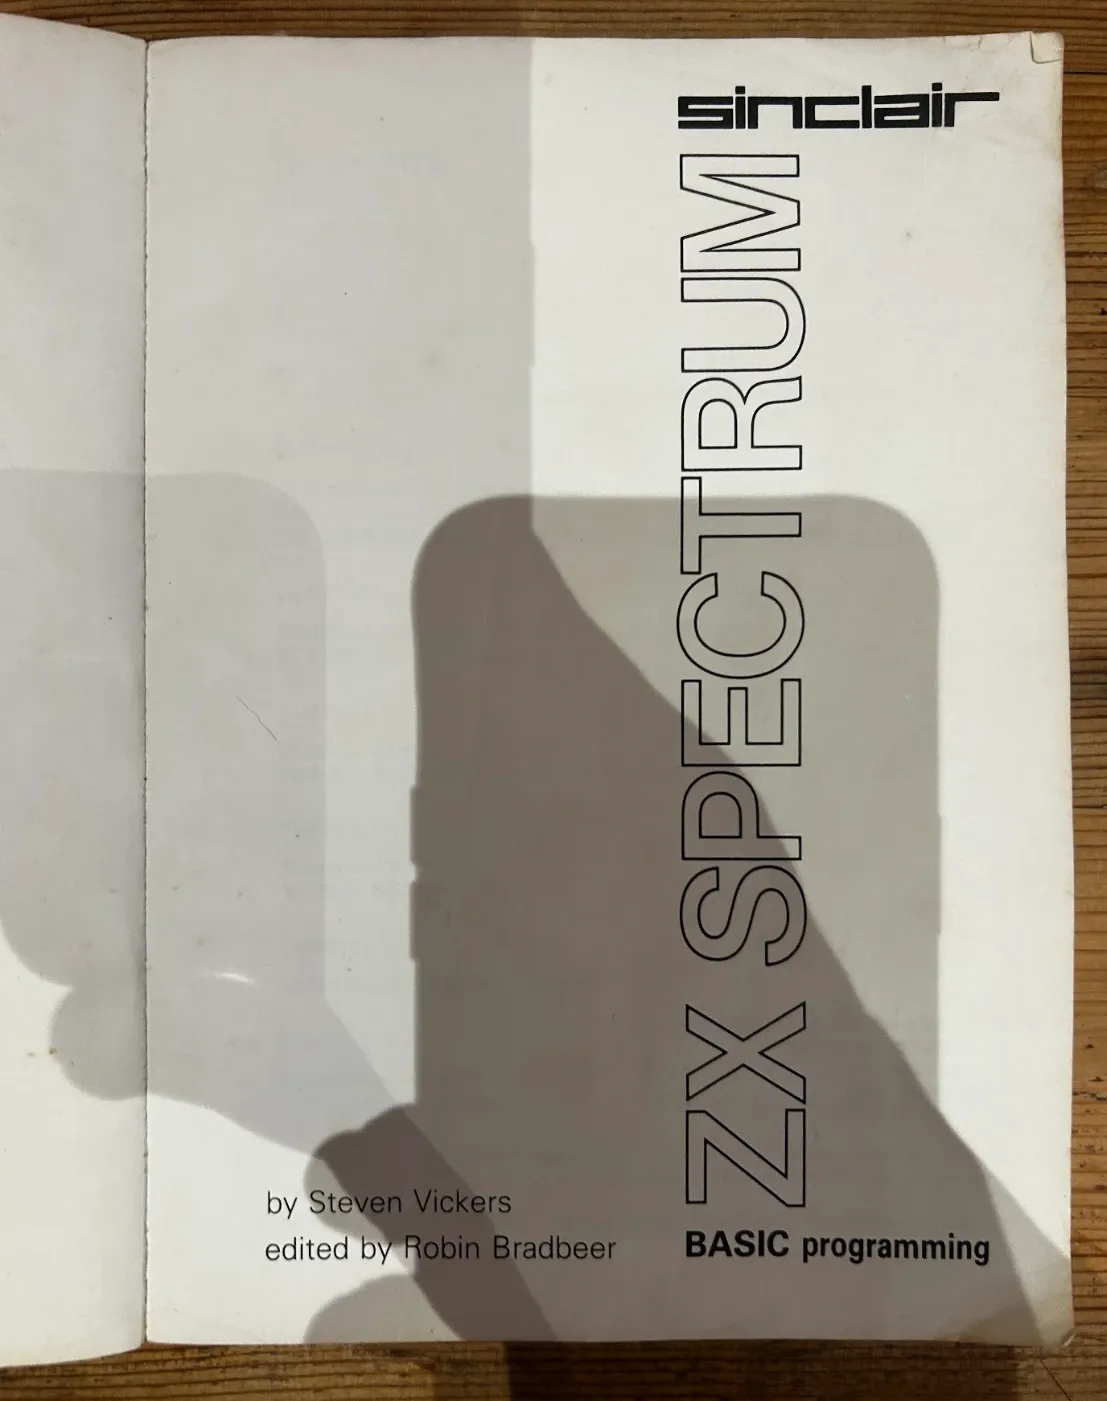 sinclair
ZX SPECTRUM
by Steven Vickers
edited by Robin Bradbeer
BASIC programming